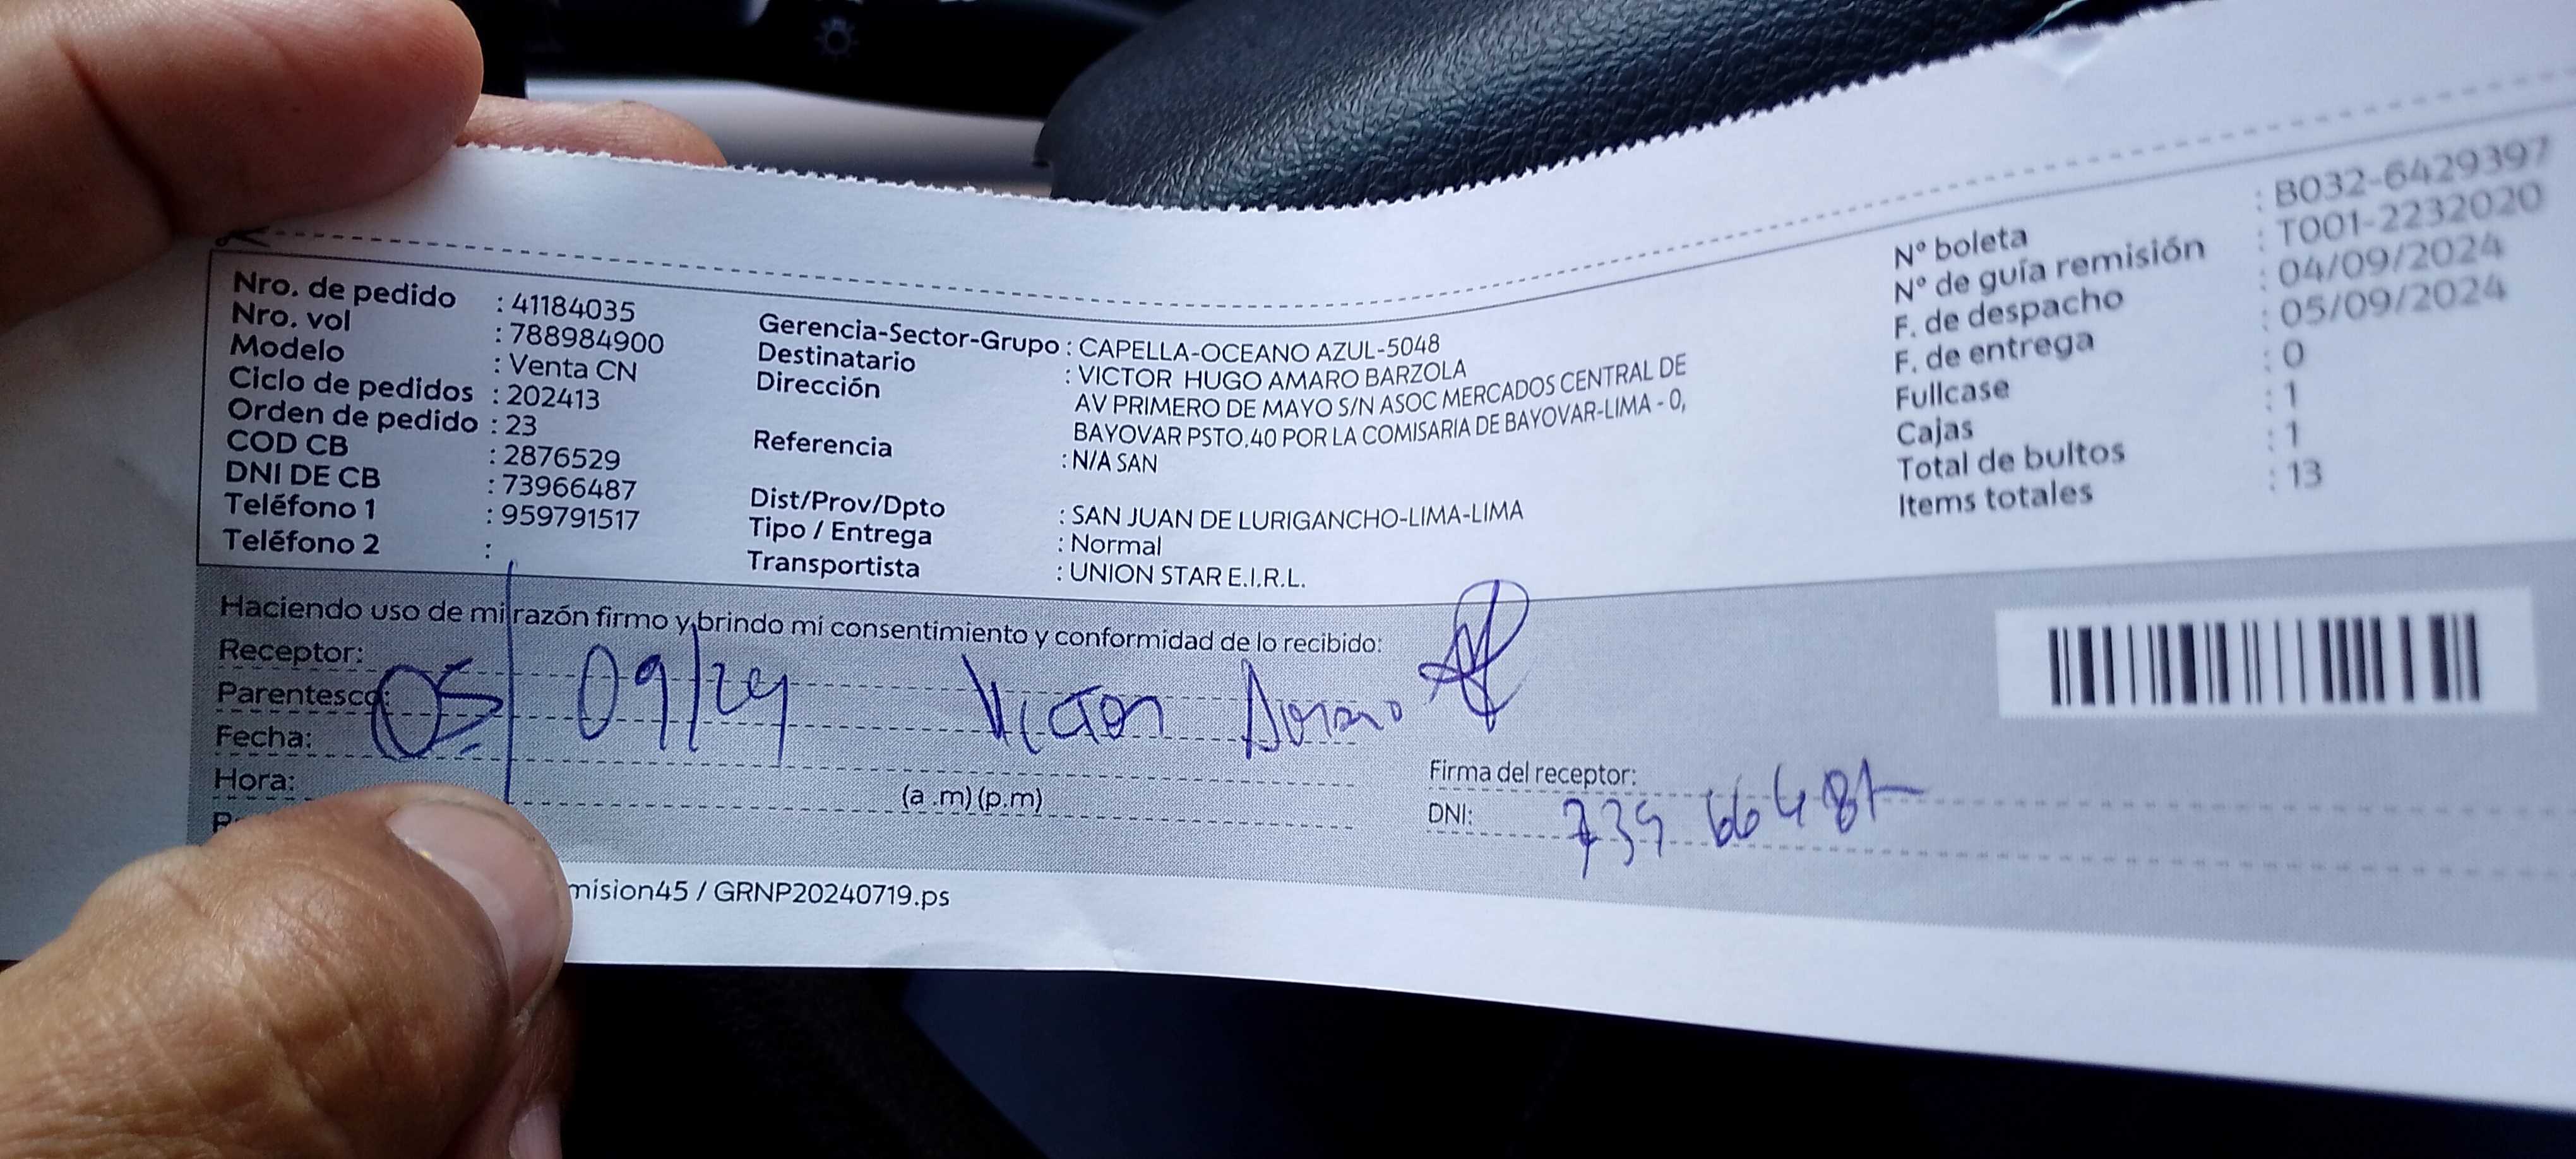 Nro. de pedido : 41184035
Nro. vol : 788984900
Modelo : Venta CN
Ciclo de pedidos : 202413
Orden de pedido : 23
COD CB : 2876529
DNI DE CB : 73966487
Teléfono 1 : 959791517
Teléfono 2 :
Gerencia-Sector-Grupo : CAPELLA-OCEANO AZUL-5048
Destinatario : VICTOR HUGO AMARO BARZOLA
Dirección AV PRIMERO DE MAYO S/N ASOC MERCADOS CENTRAL DE
BAYOVAR PSTO.40 POR LA COMISARIA DE BAYOVAR-LIMA - 0,
Referencia : N/A SAN
Dist/Prov/Dpto : SAN JUAN DE LURIGANCHO-LIMA-LIMA
Tipo / Entrega : Normal
Transportista : UNION STAR E.I.R.L.
N° boleta : B032-6429397
N° de guía remisión : T001-2232020
F. de despacho : 04/09/2024
F. de entrega : 05/09/2024
Fullcase : 0
Cajas : 1
Total de bultos : 1
Items totales : 13
Haciendo uso de mi razón firmo y brindo mi consentimiento y conformidad de lo recibido:
Receptor:
Parentesco:
05/09/24 Victor
Fecha:
Hora: (a .m) (p.m)
Firma del receptor:
DNI: 73966487
mision45 / GRNP20240719.ps